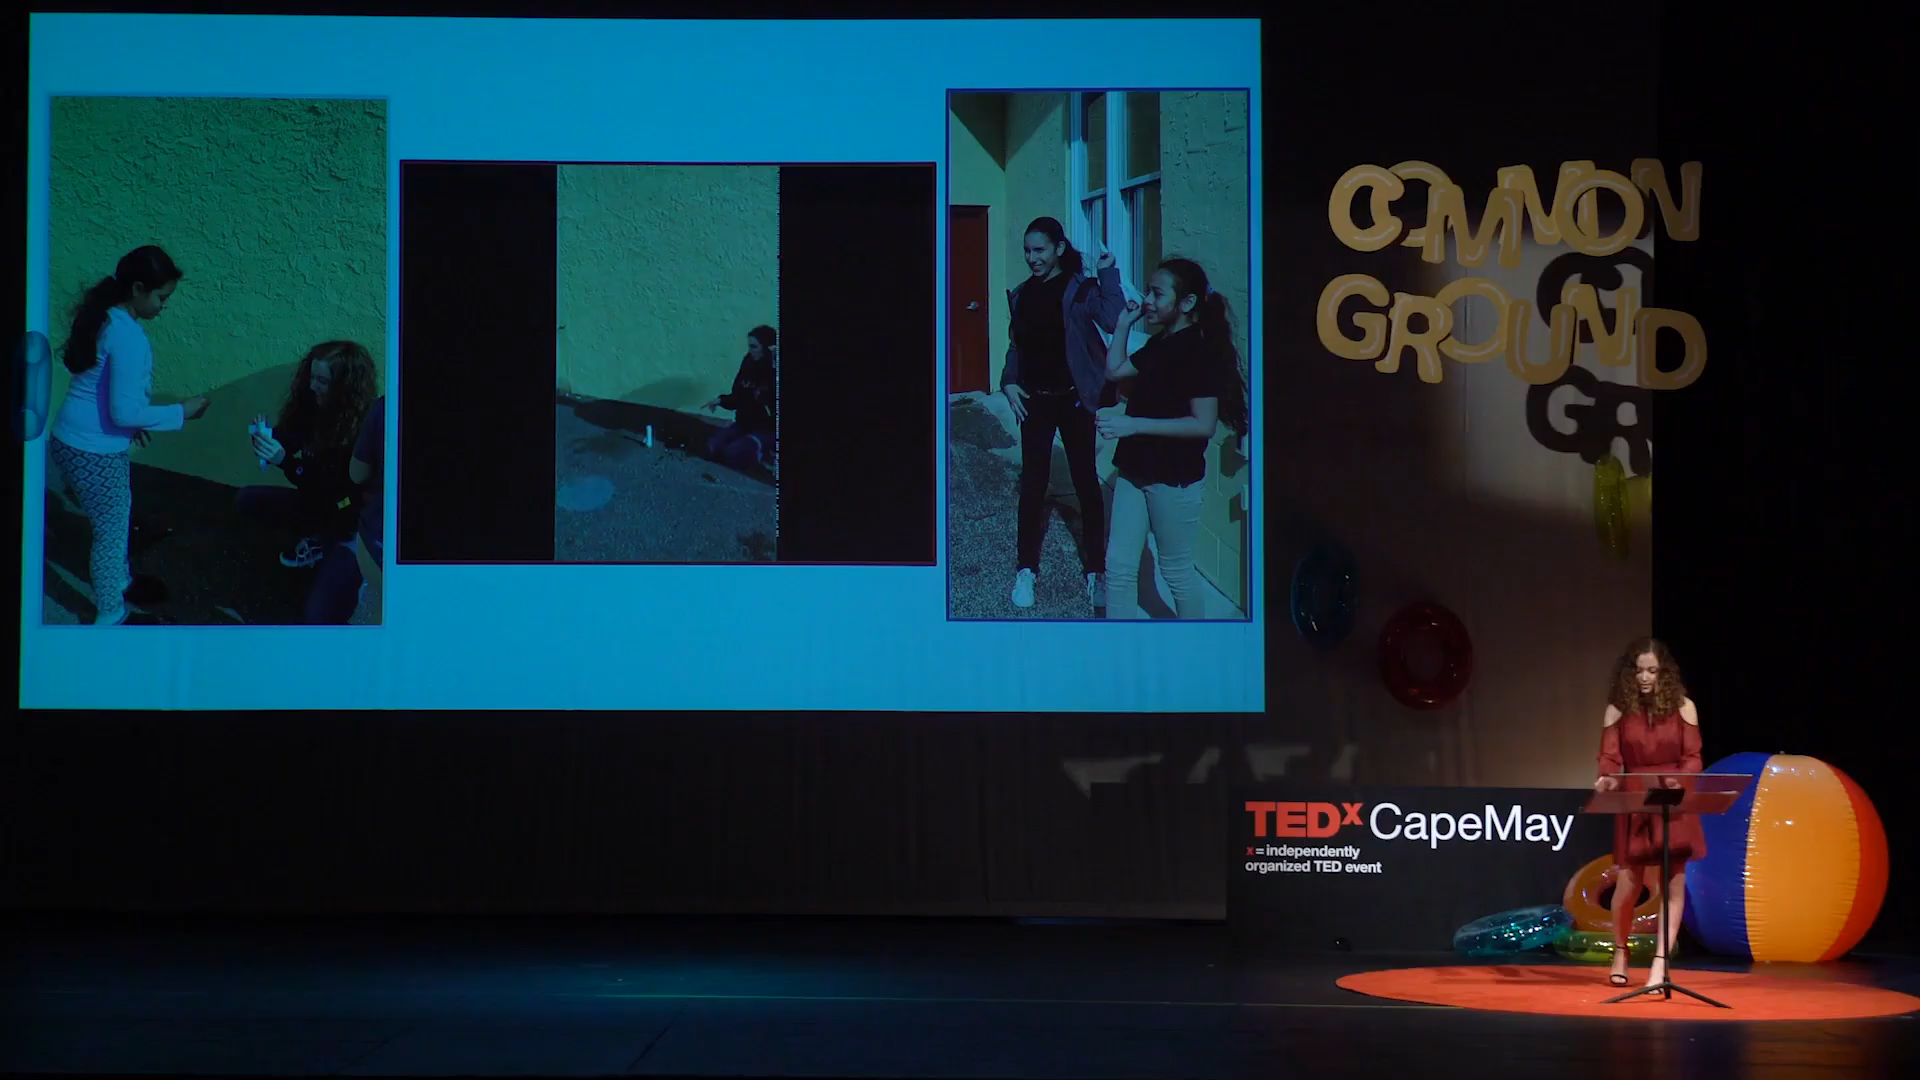 COMMON
GROUND
TEDx CapeMay
x = independently
organized TED event